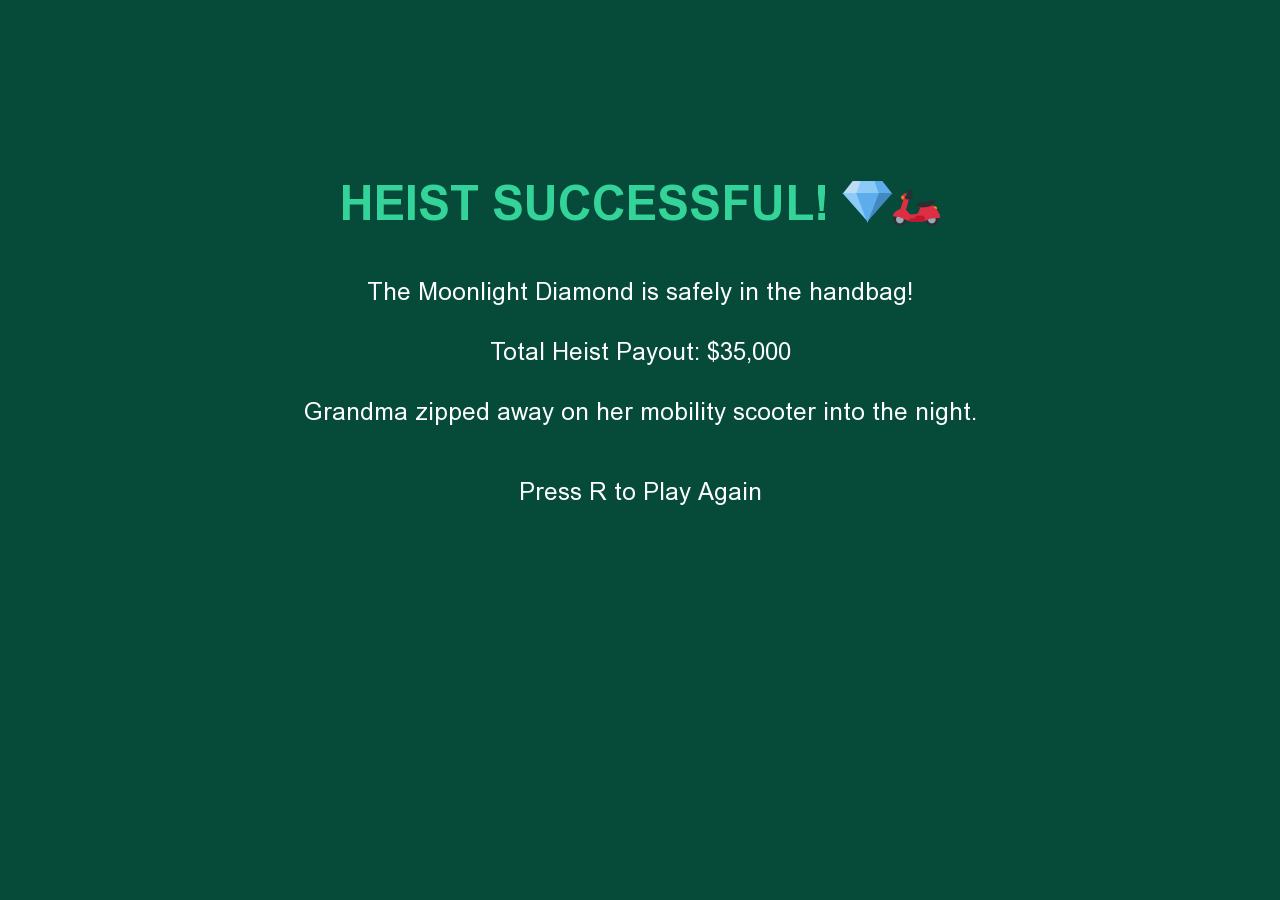 HEIST SUCCESSFUL! 💎🛵
The Moonlight Diamond is safely in the handbag!
Total Heist Payout: $35,000
Grandma zipped away on her mobility scooter into the night.
Press R to Play Again